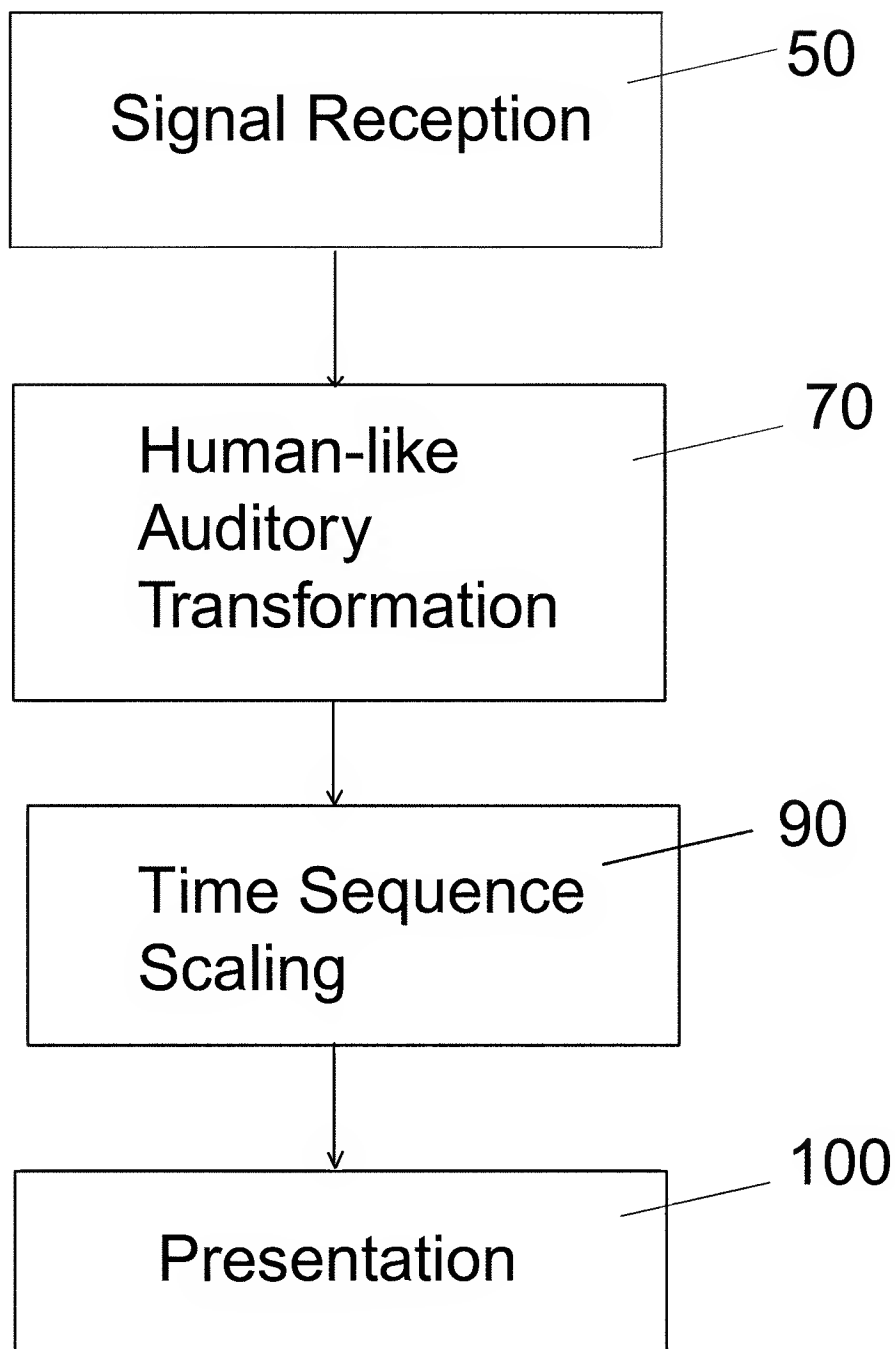 50
Signal Reception
70
Human-like
Auditory
Transformation
90
Time Sequence
Scaling
100
Presentation